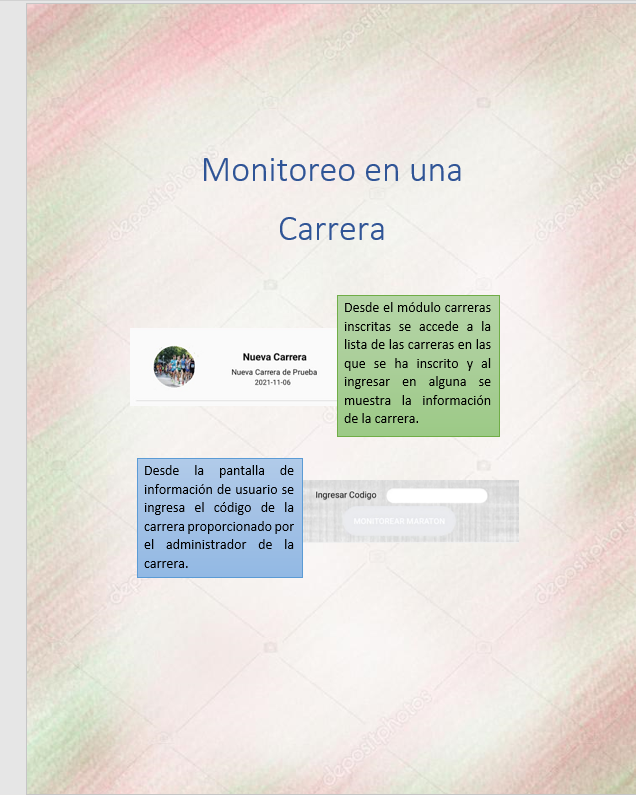 Monitoreo en una
Carrera
Desde el módulo carreras
inscritas se accede a la
lista de las carreras en las
que se ha inscrito y al
ingresar en alguna se
muestra la información
de la carrera.
Nueva Carrera
Nueva Carrera de Prueba
2021-11-06
Desde la pantalla de
información de usuario se
ingresa el código de la
carrera proporcionado por
el administrador de la
carrera.
Ingresar Codigo
MONITOREAR MARATON
depositphotos
depositphotos
depositphotos
depositphotos